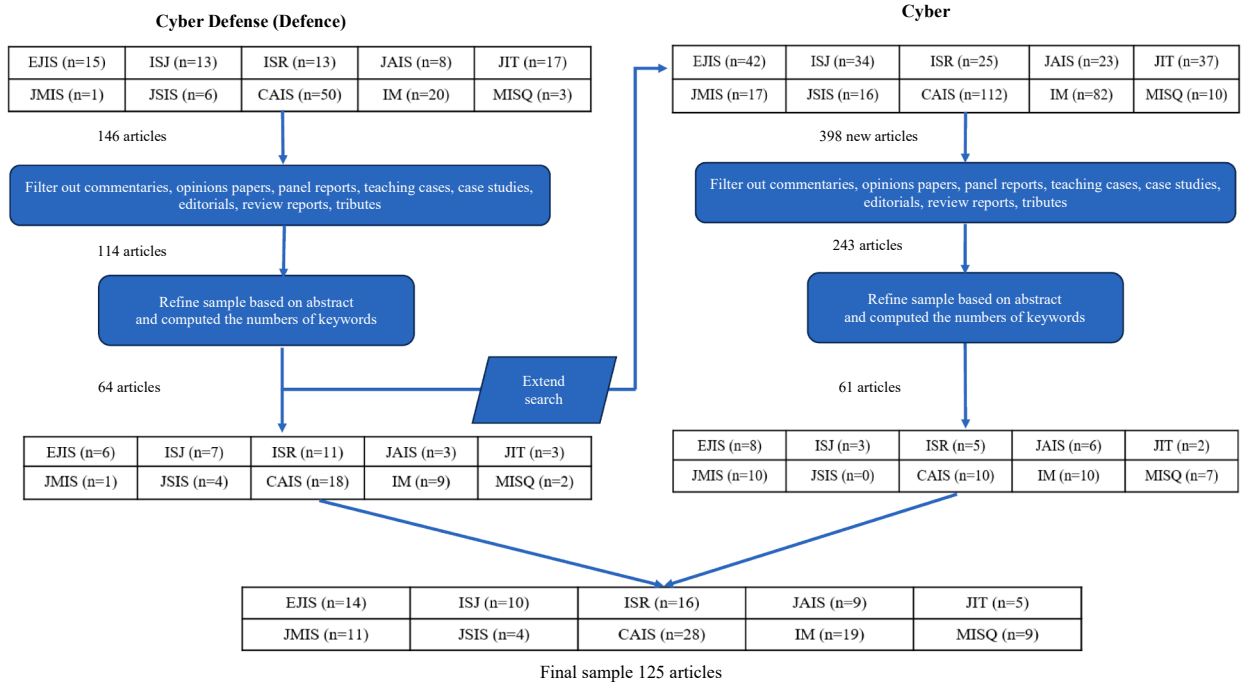 Cyber Defense (Defence)
EJIS (n=15) ISJ (n=13) ISR (n=13) JAIS (n=8) JIT (n=17)
JMIS (n=1) JSIS (n=6) CAIS (n=50) IM (n=20) MISQ (n=3)
146 articles
Filter out commentaries, opinions papers, panel reports, teaching cases, case studies,
editorials, review reports, tributes
114 articles
Refine sample based on abstract
and computed the numbers of keywords
64 articles
Extend
search
EJIS (n=6) ISJ (n=7) ISR (n=11) JAIS (n=3) JIT (n=3)
JMIS (n=1) JSIS (n=4) CAIS (n=18) IM (n=9) MISQ (n=2)
Cyber
EJIS (n=42) ISJ (n=34) ISR (n=25) JAIS (n=23) JIT (n=37)
JMIS (n=17) JSIS (n=16) CAIS (n=112) IM (n=82) MISQ (n=10)
398 new articles
Filter out commentaries, opinions papers, panel reports, teaching cases, case studies,
editorials, review reports, tributes
243 articles
Refine sample based on abstract
and computed the numbers of keywords
61 articles
EJIS (n=8) ISJ (n=3) ISR (n=5) JAIS (n=6) JIT (n=2)
JMIS (n=10) JSIS (n=0) CAIS (n=10) IM (n=10) MISQ (n=7)
EJIS (n=14) ISJ (n=10) ISR (n=16) JAIS (n=9) JIT (n=5)
JMIS (n=11) JSIS (n=4) CAIS (n=28) IM (n=19) MISQ (n=9)
Final sample 125 articles